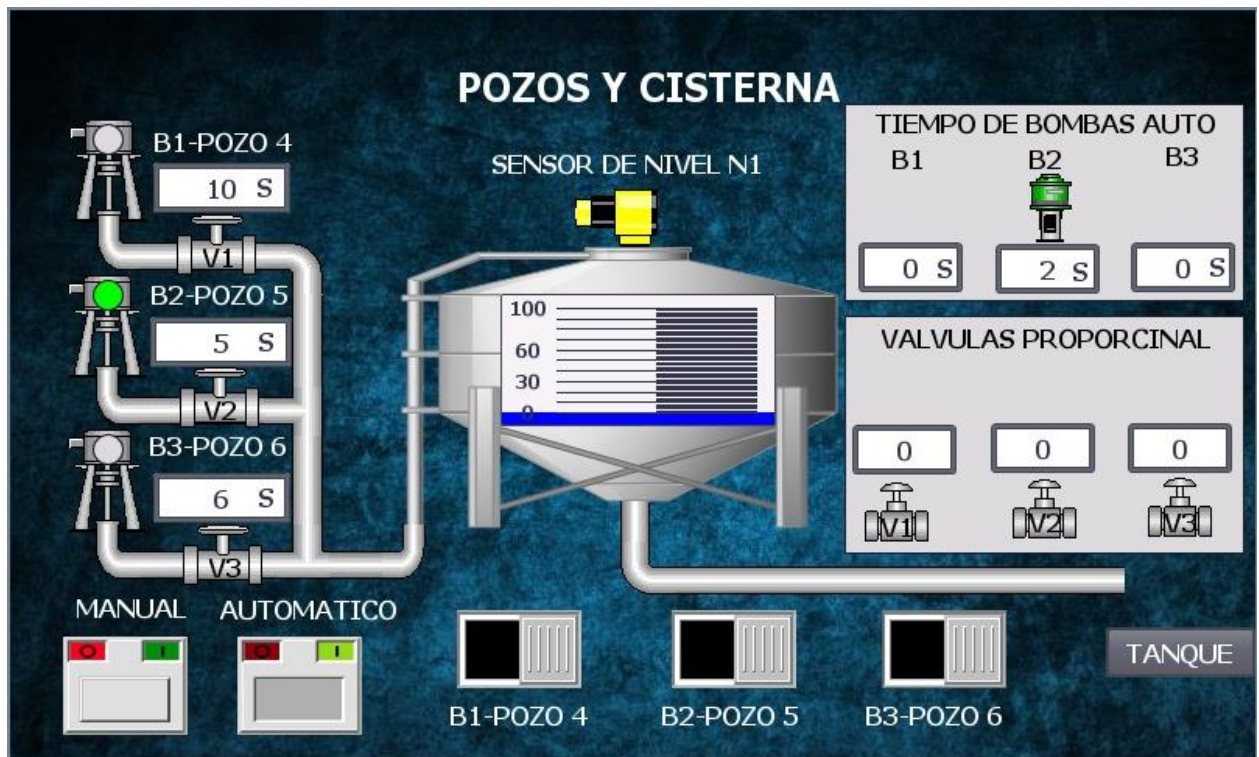 POZOS Y CISTERNA
B1-POZO 4
10 S
V1
B2-POZO 5
5 S
V2
B3-POZO 6
6 S
V3
SENSOR DE NIVEL N1
100
60
30
0
TIEMPO DE BOMBAS AUTO
B1 B2 B3
0 S 2 S 0 S
VALVULAS PROPORCINAL
0 0 0
V1 V2 V3
MANUAL AUTOMATICO
O I O I
B1-POZO 4 B2-POZO 5 B3-POZO 6
TANQUE